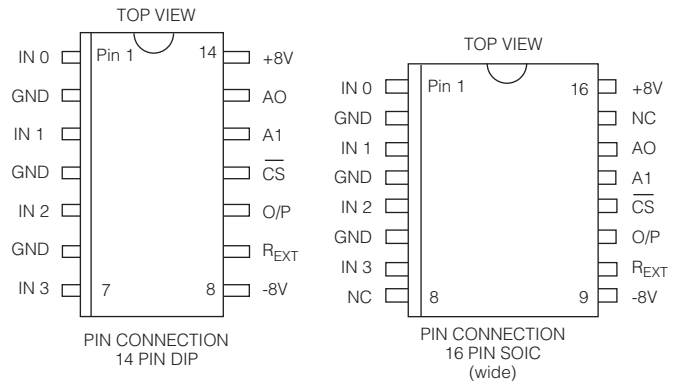 TOP VIEW
Pin 1
14
IN 0
GND
IN 1
GND
IN 2
GND
IN 3
+8V
AO
A1
CS
O/P
REXT
-8V
7
8
PIN CONNECTION
14 PIN DIP
TOP VIEW
Pin 1
16
IN 0
GND
IN 1
GND
IN 2
GND
IN 3
NC
+8V
NC
AO
A1
CS
O/P
REXT
-8V
8
9
PIN CONNECTION
16 PIN SOIC
(wide)